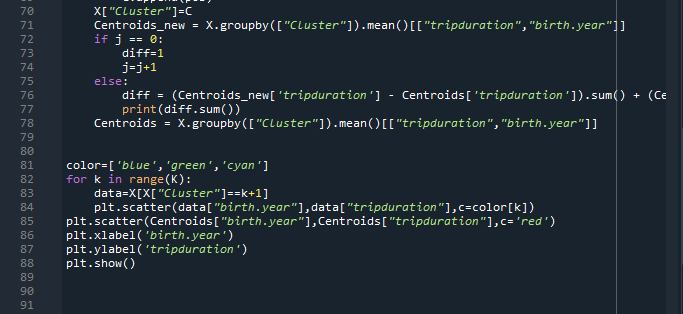 70 X["Cluster"]=C
71 Centroids_new = X.groupby(["Cluster"]).mean()[["tripduration","birth.year"]]
72 if j == 0:
73 diff=1
74 j=j+1
75 else:
76 diff = (Centroids_new['tripduration'] - Centroids['tripduration']).sum() + (Ce
77 print(diff.sum())
78 Centroids = X.groupby(["Cluster"]).mean()[["tripduration","birth.year"]]
79
80
81 color=['blue','green','cyan']
82 for k in range(K):
83 data=X[X["Cluster"]==k+1]
84 plt.scatter(data["birth.year"],data["tripduration"],c=color[k])
85 plt.scatter(Centroids["birth.year"],Centroids["tripduration"],c='red')
86 plt.xlabel('birth.year')
87 plt.ylabel('tripduration')
88 plt.show()
89
90
91